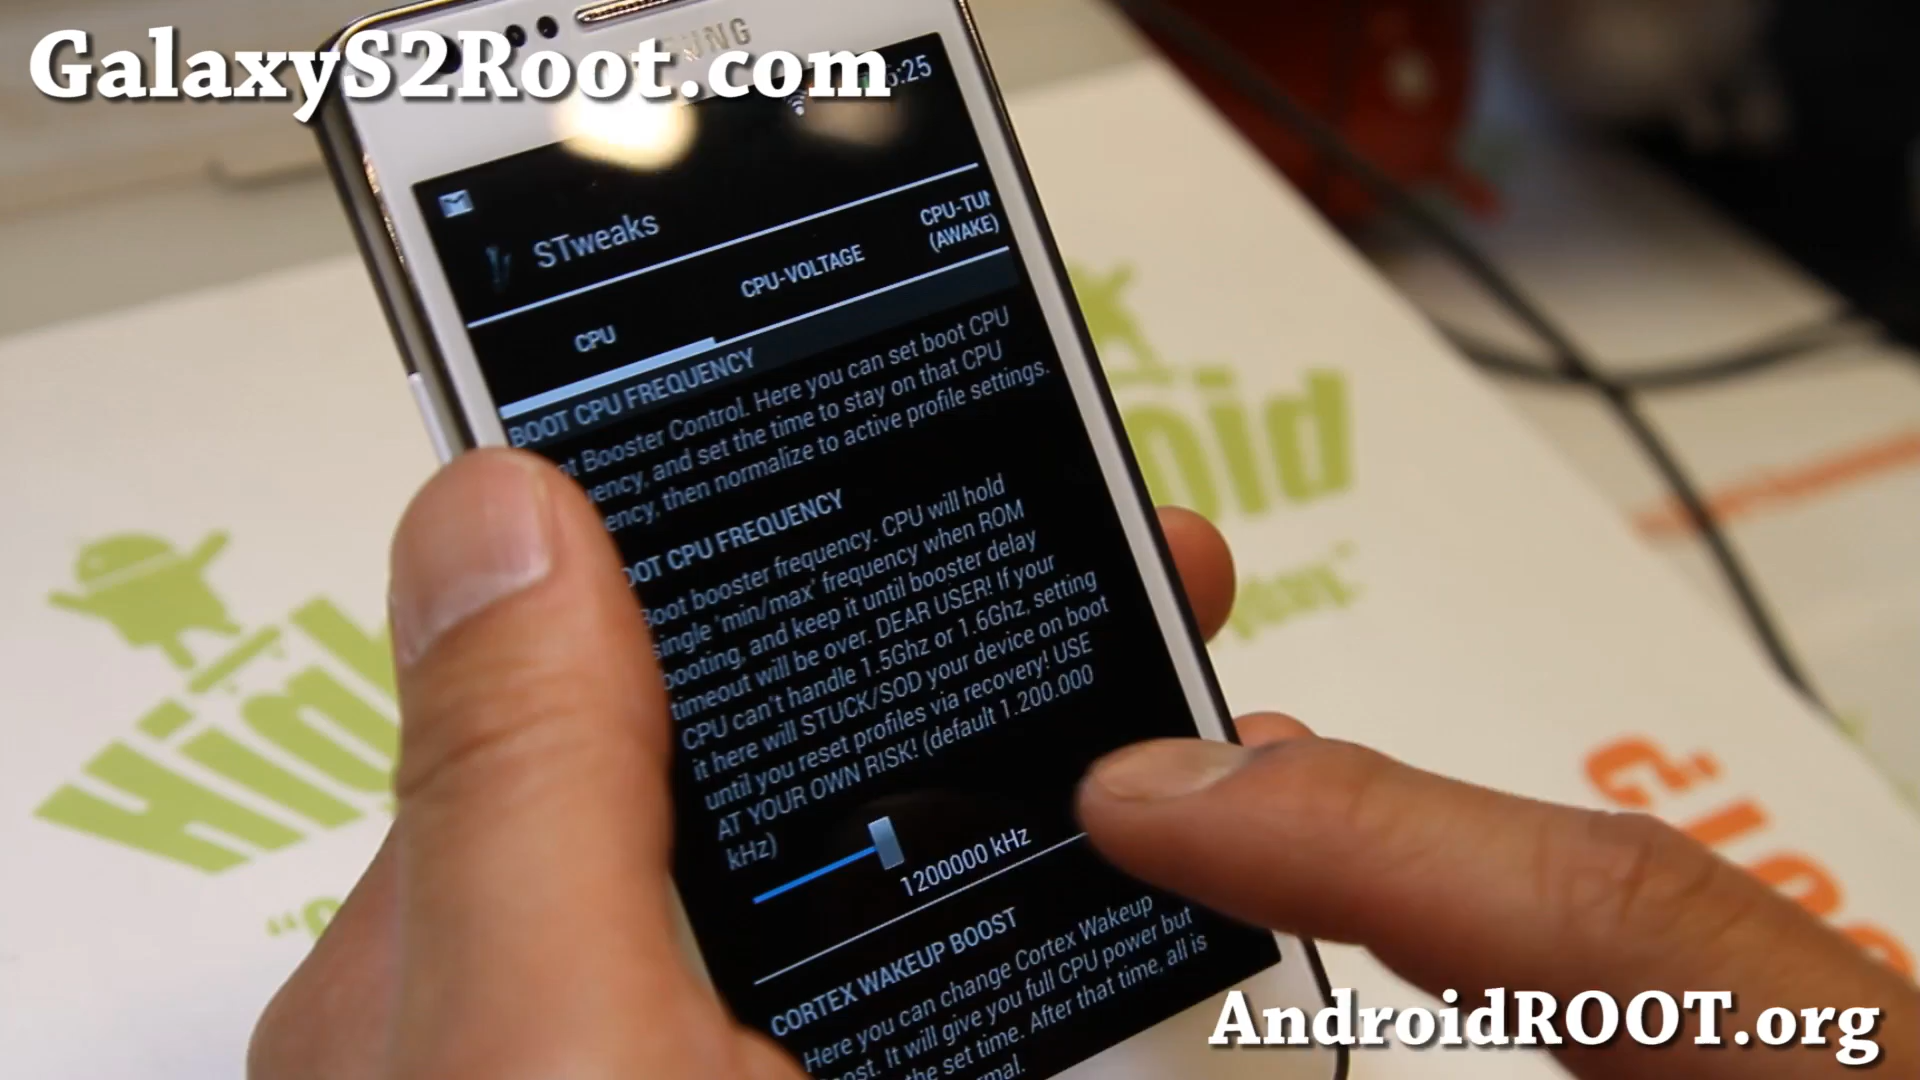 GalaxyS2Root.com
5:25
STweaks
CPU
CPU-VOLTAGE
CPU-TUN
(AWAKE)
BOOT CPU FREQUENCY
Booster Control. Here you can set boot CPU
and set the time to stay on that CPU
then normalize to active profile settings.
OOT CPU FREQUENCY
Boot booster frequency. CPU will hold
single 'min/max' frequency when ROM
booting, and keep it until booster delay
timeout will be over. DEAR USER! If your
CPU can't handle 1.5Ghz or 1.6Ghz, setting
it here will STUCK/SOD your device on boot
until you reset profiles via recovery! USE
AT YOUR OWN RISK! (default 1.200.000
kHz)
1200000 kHz
CORTEX WAKEUP BOOST
Here you can change Cortex Wakeup
oost. It will give you full CPU power but
the set time. After that time, all is
rmal.
AndroidROOT.org